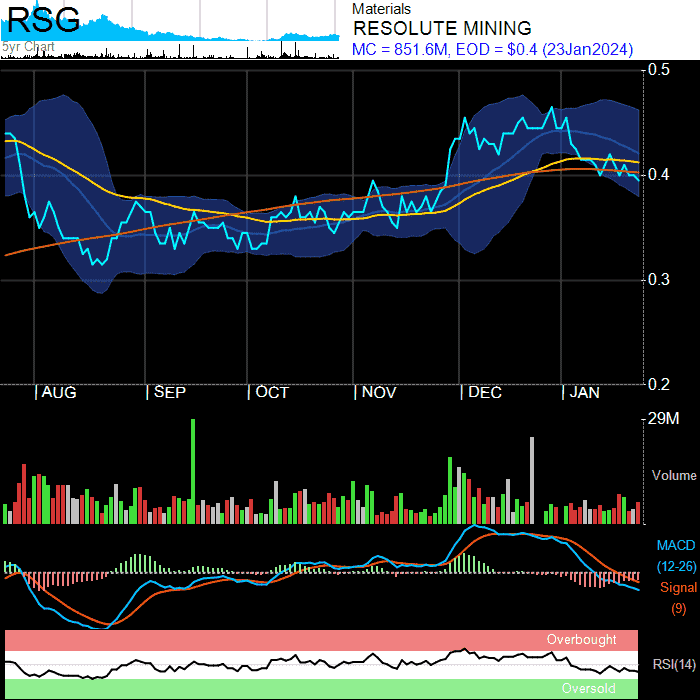 RSG
5yr Chart
Materials
RESOLUTE MINING
MC = 851.6M, EOD = $0.4 (23Jan2024)
0.5
0.4
0.3
0.2
AUG
SEP
OCT
NOV
DEC
JAN
29M
Volume
MACD
(12-26)
Signal
(9)
Overbought
RSI(14)
Oversold